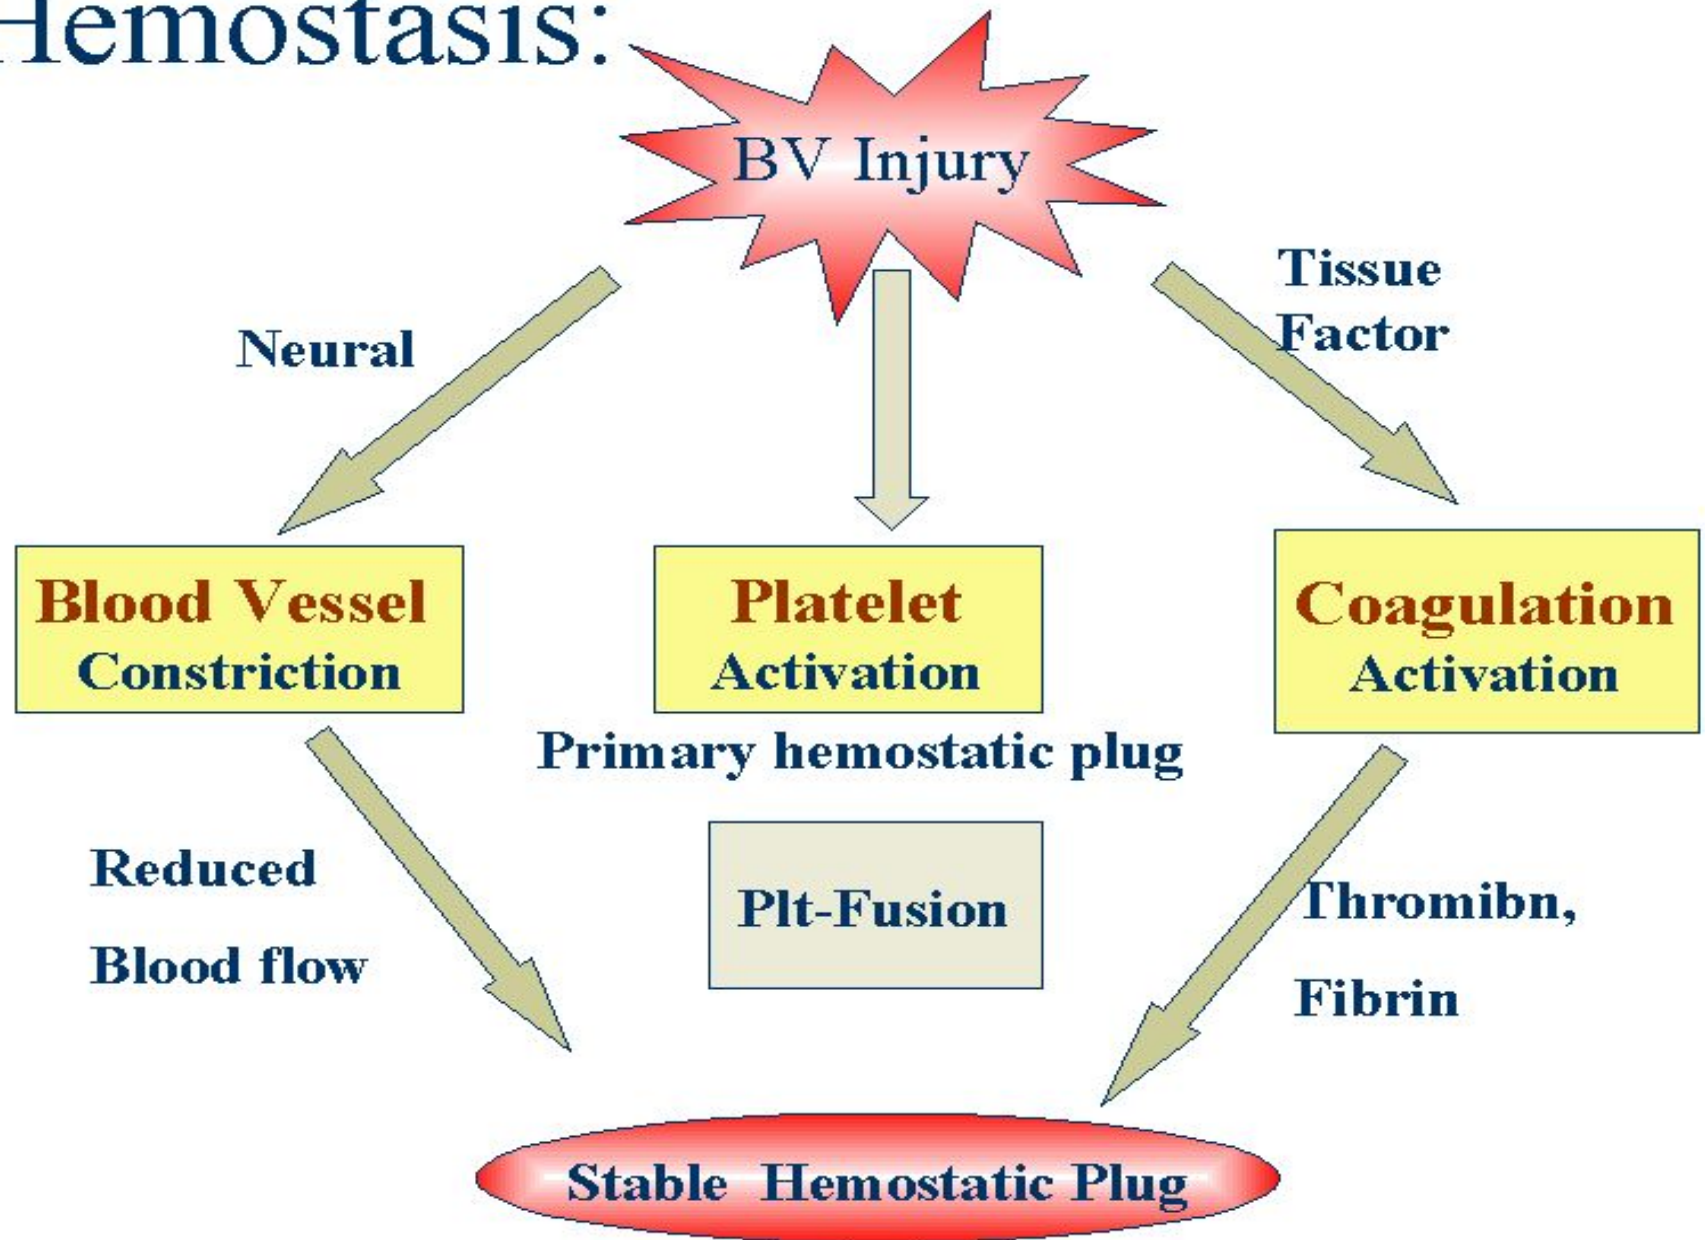 Hemostasis:
BV Injury
Neural
Tissue
Factor
Blood Vessel
Constriction
Platelet
Activation
Coagulation
Activation
Primary hemostatic plug
Reduced
Blood flow
Plt-Fusion
Thromibn,
Fibrin
Stable Hemostatic Plug